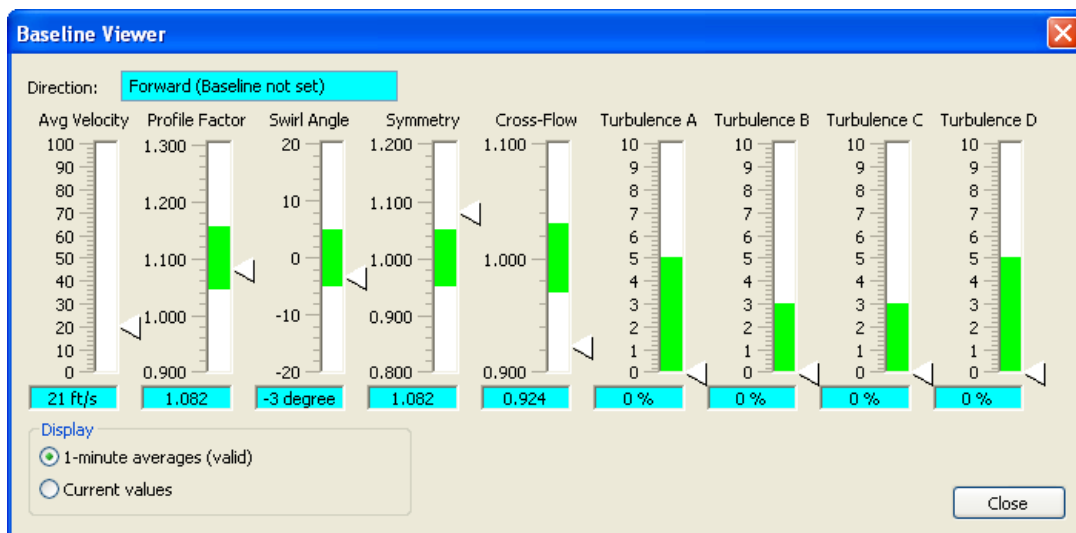 Baseline Viewer
Direction: Forward (Baseline not set)
Avg Velocity Profile Factor Swirl Angle Symmetry Cross-Flow Turbulence A Turbulence B Turbulence C Turbulence D
100 1.300 20 1.200 1.100 10 10 10 10
90 9 9 9 9
80 8 8 8 8
70 1.200 10 1.100 7 7 7 7
60 6 6 6 6
50 1.100 0 1.000 1.000 5 5 5 5
40 4 4 4 4
30 3 3 3 3
20 1.000 -10 0.900 2 2 2 2
10 1 1 1 1
0 0.900 -20 0.800 0.900 0 0 0 0
21 ft/s 1.082 -3 degree 1.082 0.924 0 % 0 % 0 % 0 %
Display
1-minute averages (valid)
Current values
Close